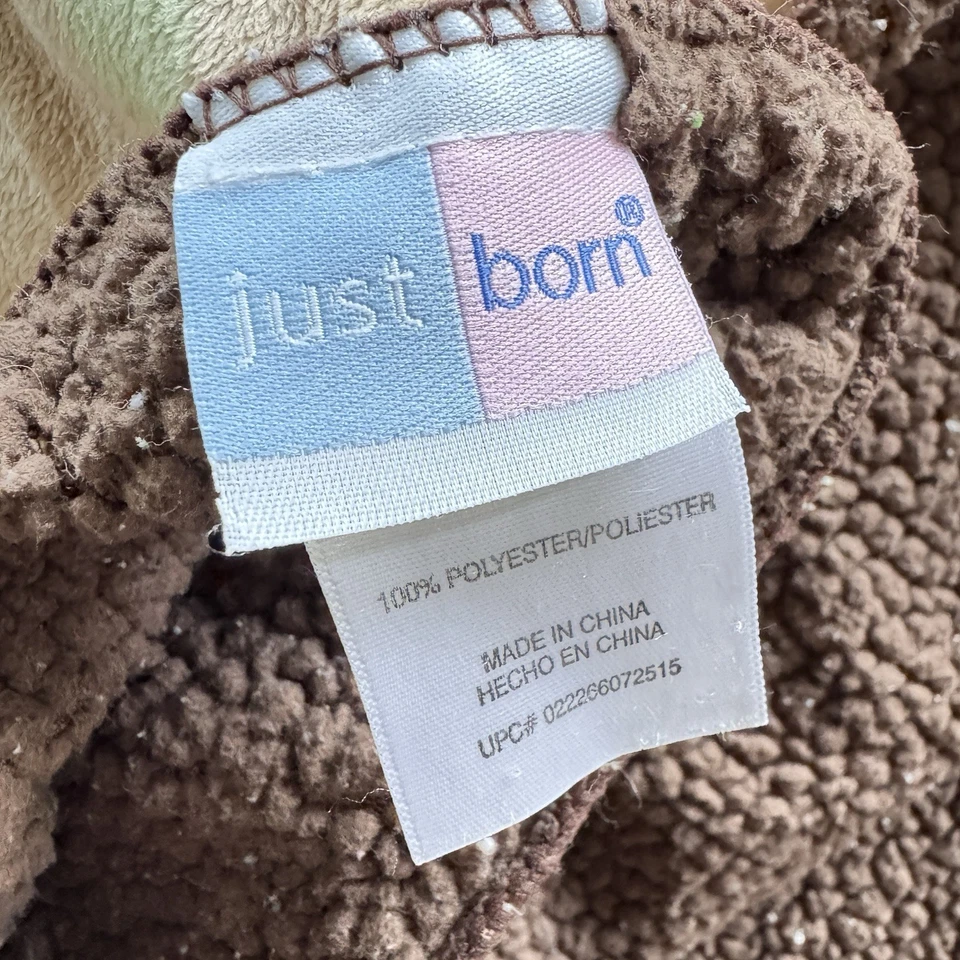 just born®
100% POLYESTER/POLIESTER
MADE IN CHINA
HECHO EN CHINA
UPC# 022266072515